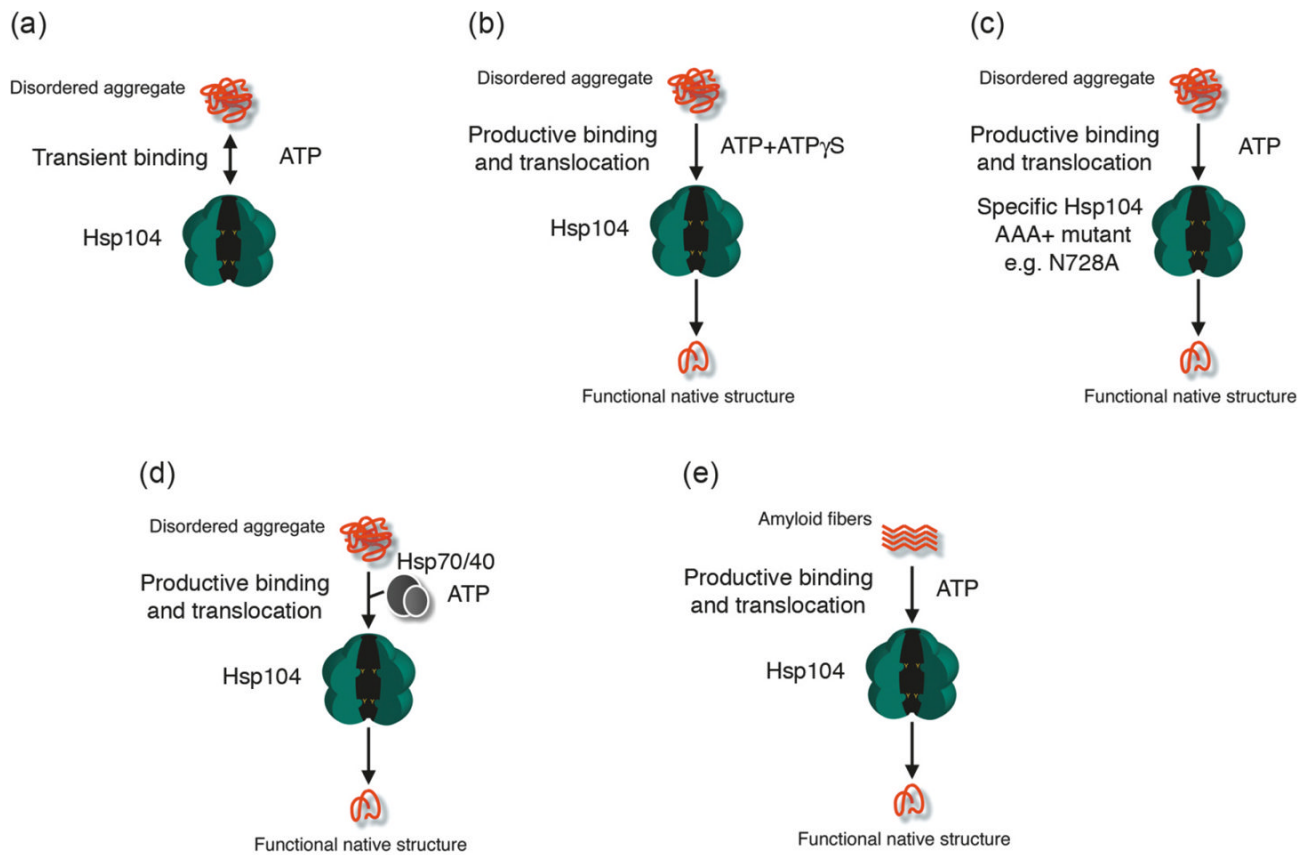 (a)
Disordered aggregate
Transient binding
ATP
Hsp104
(b)
Disordered aggregate
Productive binding
and translocation
ATP+ATPγS
Hsp104
Functional native structure
(c)
Disordered aggregate
Productive binding
and translocation
ATP
Specific Hsp104
AAA+ mutant
e.g. N728A
Functional native structure
(d)
Disordered aggregate
Hsp70/40
Productive binding
and translocation
ATP
Hsp104
Functional native structure
(e)
Amyloid fibers
Productive binding
and translocation
ATP
Hsp104
Functional native structure